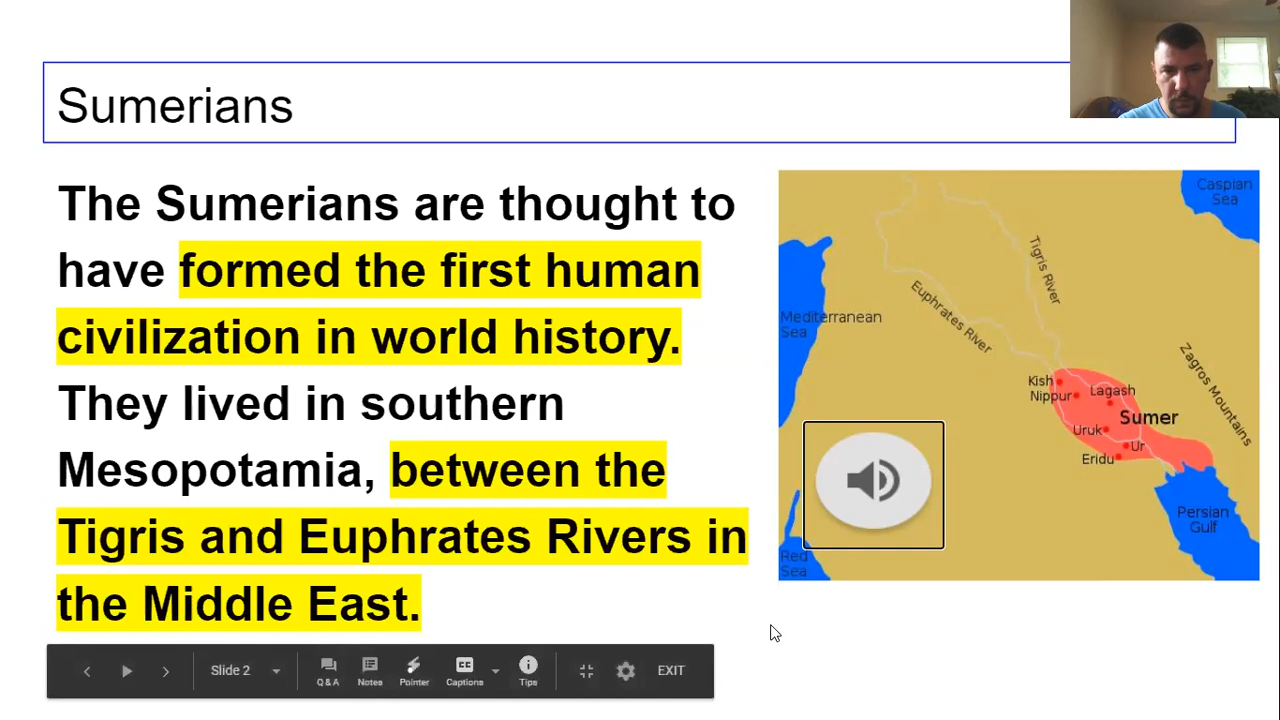 Sumerians
The Sumerians are thought to
have formed the first human
civilization in world history.
They lived in southern
Mesopotamia, between the
Tigris and Euphrates Rivers in
the Middle East.
Caspian
Sea
Tigris River
Euphrates River
Mediterranean
Sea
Zagros Mountains
Kish
Nippur
Lagash
Sumer
Uruk
Ur
Eridu
Persian
Gulf
Red
Sea
Slide 2
Q & A
Notes
Pointer
CC
Captions
Tips
EXIT